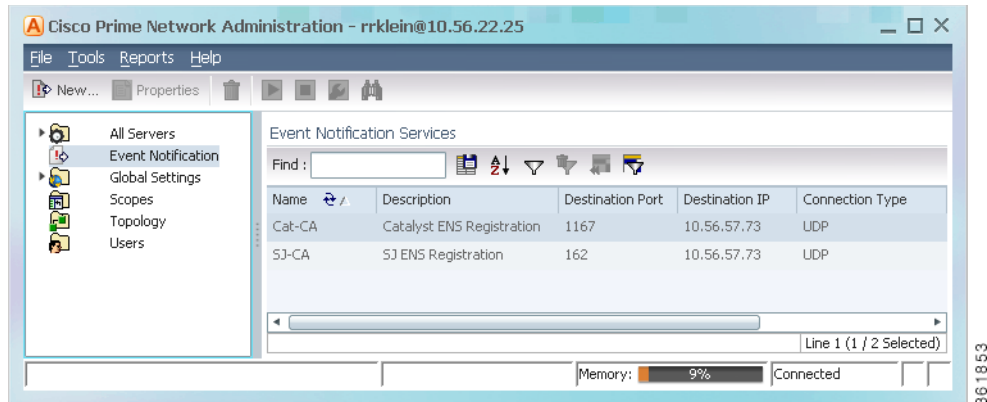 A Cisco Prime Network Administration - rrklein@10.56.22.25
File Tools Reports Help
New... Properties
All Servers
Event Notification
Global Settings
Scopes
Topology
Users
Event Notification Services
Find :
Name Description Destination Port Destination IP Connection Type
Cat-CA Catalyst ENS Registration 1167 10.56.57.73 UDP
SJ-CA SJ ENS Registration 162 10.56.57.73 UDP
Line 1 (1 / 2 Selected)
Memory: 9% Connected
361853